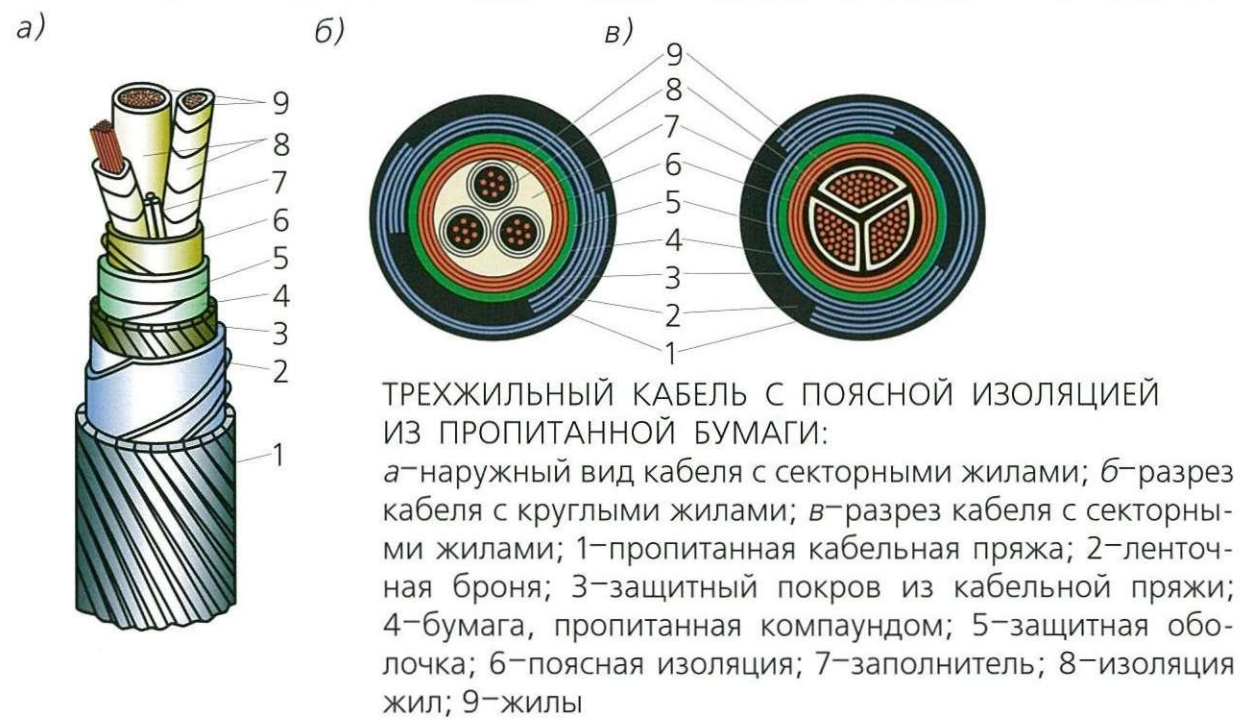 а)
б)
в)
9
8
7
6
5
4
3
2
1
9
8
7
6
5
4
3
2
1
ТРЕХЖИЛЬНЫЙ КАБЕЛЬ С ПОЯСНОЙ ИЗОЛЯЦИЕЙ
ИЗ ПРОПИТАННОЙ БУМАГИ:
а–наружный вид кабеля с секторными жилами; б–разрез
кабеля с круглыми жилами; в–разрез кабеля с секторны-
ми жилами; 1–пропитанная кабельная пряжа; 2–ленточ-
ная броня; 3–защитный покров из кабельной пряжи;
4–бумага, пропитанная компаундом; 5–защитная обо-
лочка; 6–поясная изоляция; 7–заполнитель; 8–изоляция
жил; 9–жилы